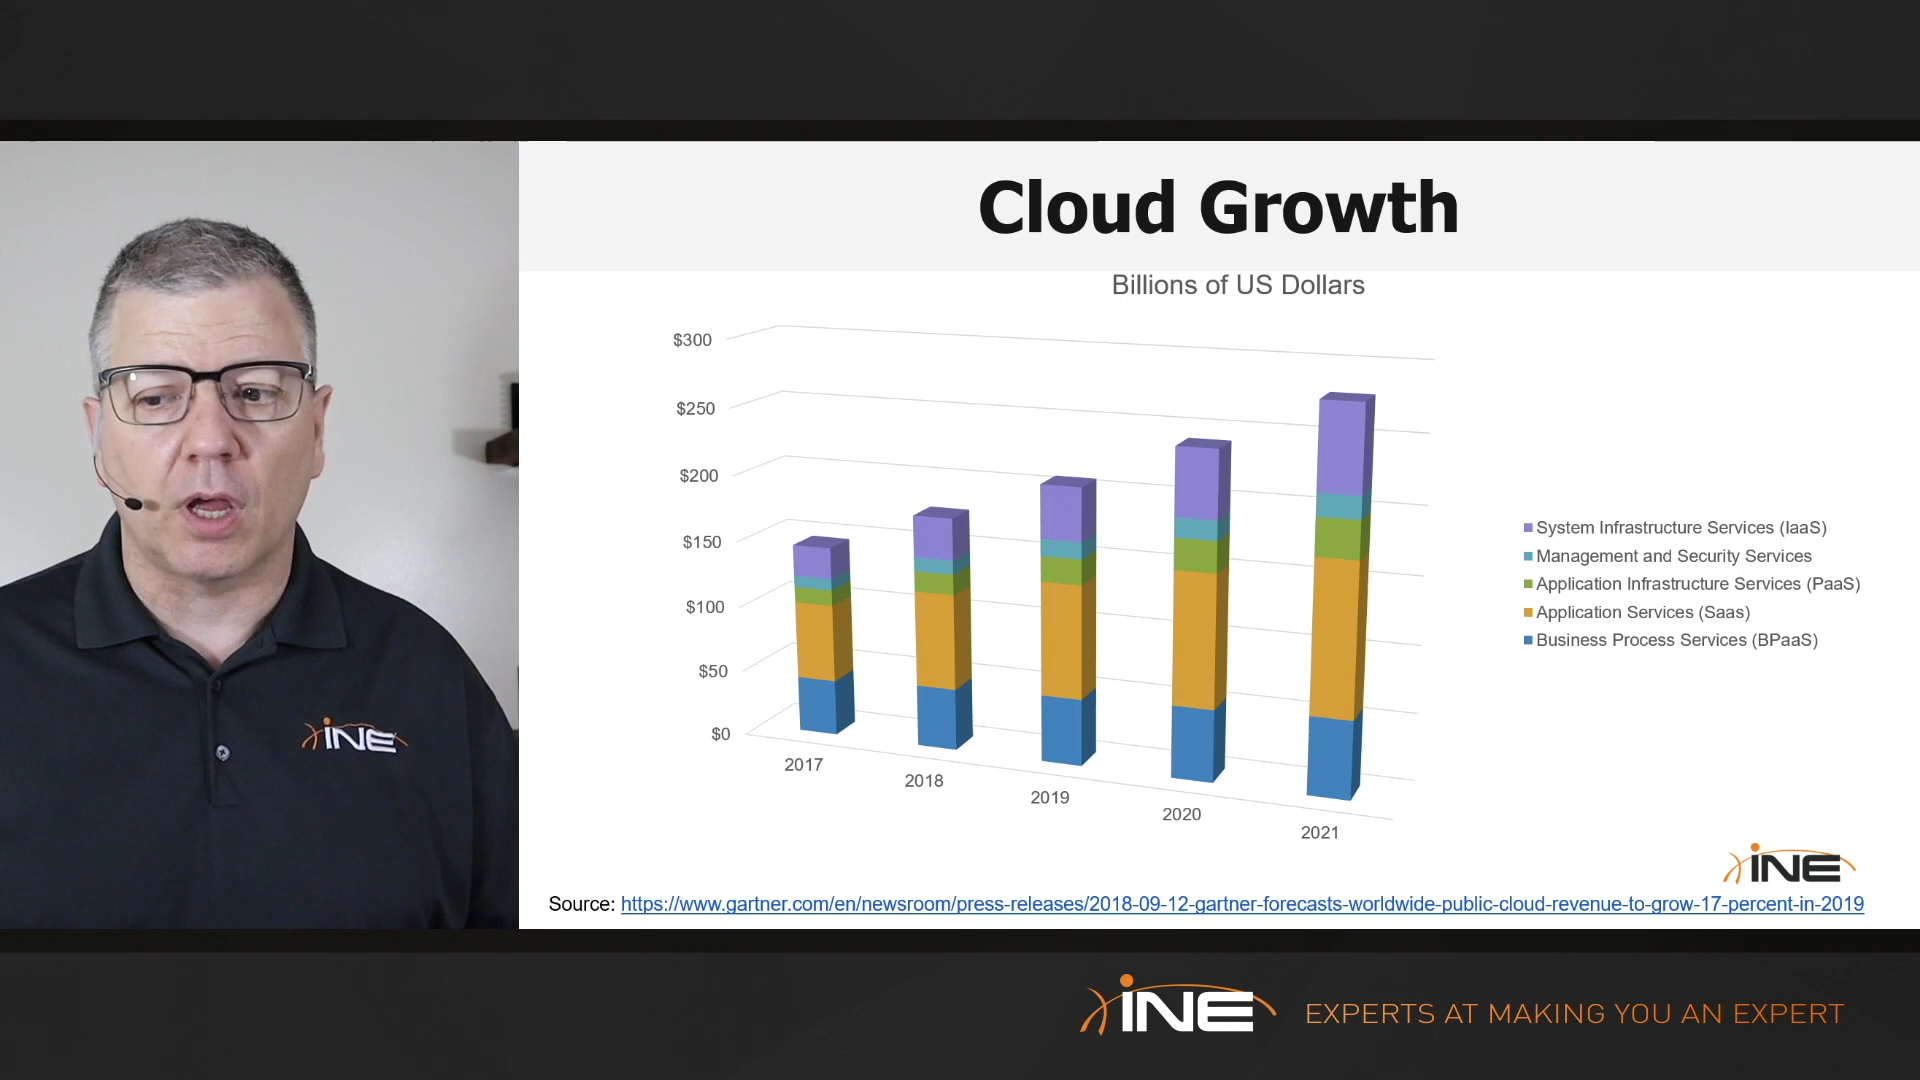 Cloud Growth
Billions of US Dollars
$300
$250
$200
$150
$100
$50
$0
2017
2018
2019
2020
2021
System Infrastructure Services (IaaS)
Management and Security Services
Application Infrastructure Services (PaaS)
Application Services (Saas)
Business Process Services (BPaaS)
iNE
iNE
Source: https://www.gartner.com/en/newsroom/press-releases/2018-09-12-gartner-forecasts-worldwide-public-cloud-revenue-to-grow-17-percent-in-2019
iNE EXPERTS AT MAKING YOU AN EXPERT